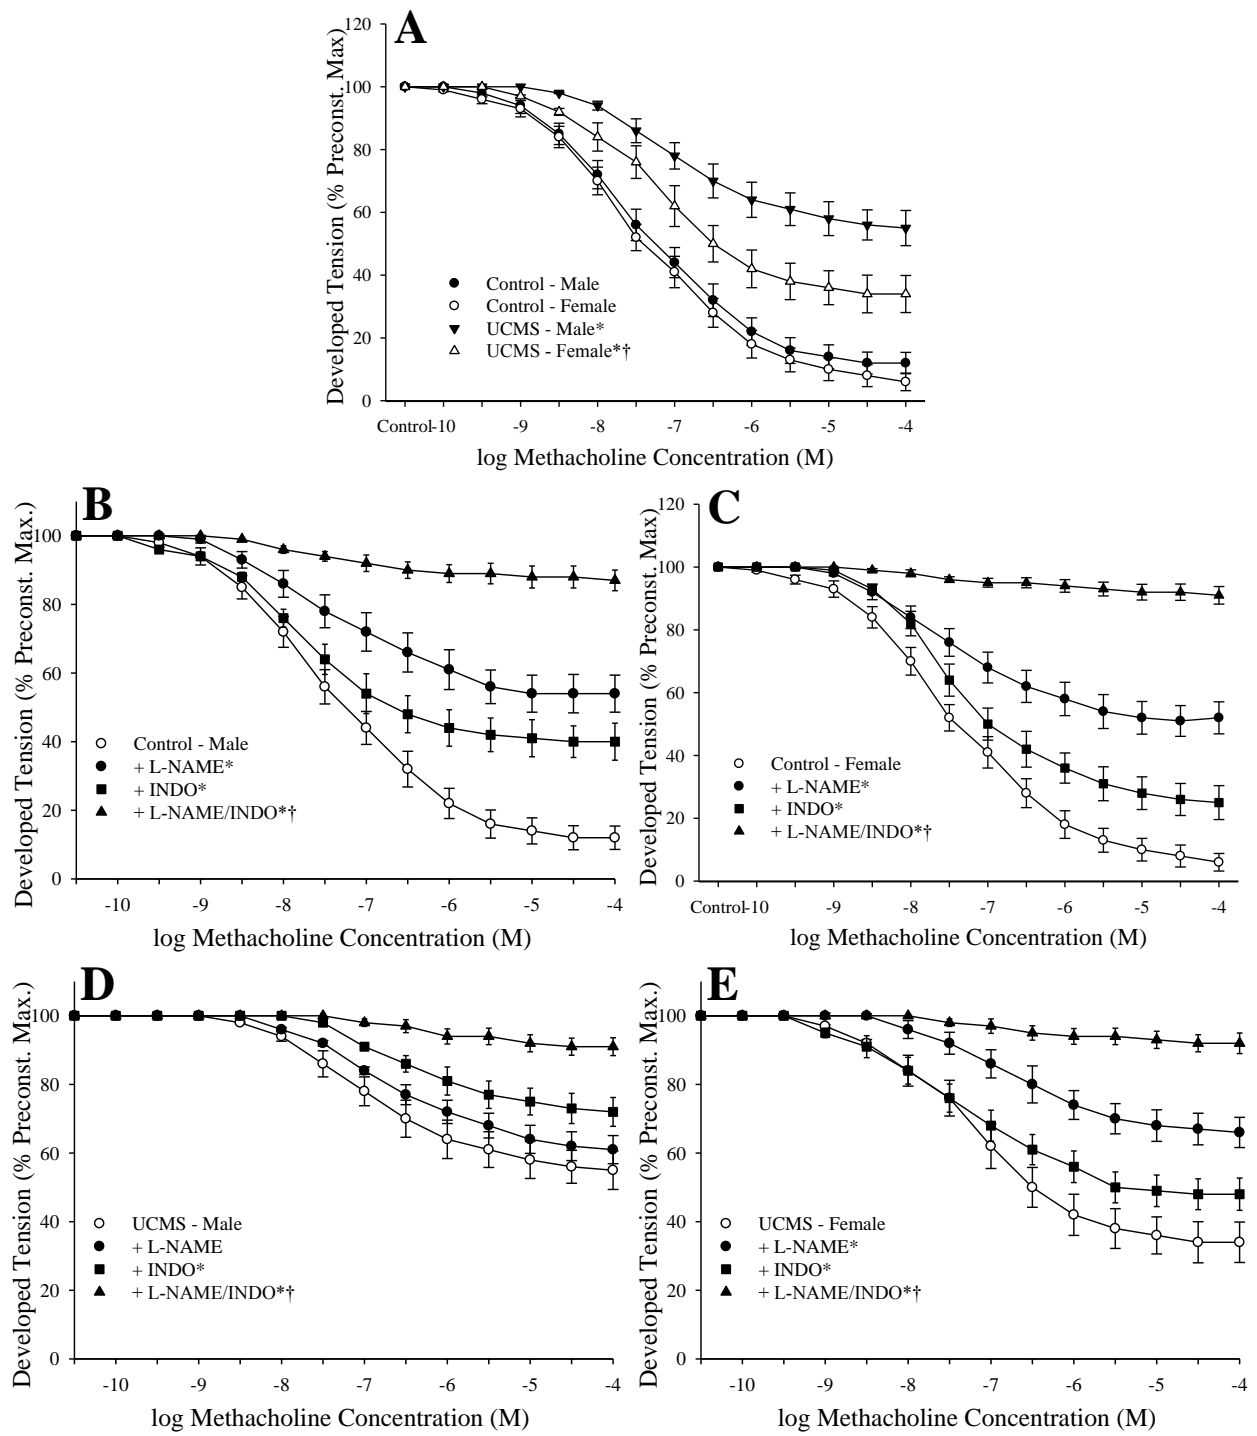 A
120
100
80
60
40
20
0
Developed Tension (% Preconst. Max)
Control - Male
Control - Female
UCMS - Male*
UCMS - Female*†
Control -10 -9 -8 -7 -6 -5 -4
log Methacholine Concentration (M)
B
100
80
60
40
20
0
Developed Tension (% Preconst. Max.)
Control - Male
+ L-NAME*
+ INDO*
+ L-NAME/INDO*†
-10 -9 -8 -7 -6 -5 -4
log Methacholine Concentration (M)
C
120
100
80
60
40
20
0
Developed Tension (% Preconst. Max)
Control - Female
+ L-NAME*
+ INDO*
+ L-NAME/INDO*†
Control -10 -9 -8 -7 -6 -5 -4
log Methacholine Concentration (M)
D
100
80
60
40
20
0
Developed Tension (% Preconst. Max.)
UCMS - Male
+ L-NAME
+ INDO*
+ L-NAME/INDO*†
-10 -9 -8 -7 -6 -5 -4
log Methacholine Concentration (M)
E
100
80
60
40
20
0
Developed Tension (% Preconst. Max.)
UCMS - Female
+ L-NAME*
+ INDO*
+ L-NAME/INDO*†
-10 -9 -8 -7 -6 -5 -4
log Methacholine Concentration (M)